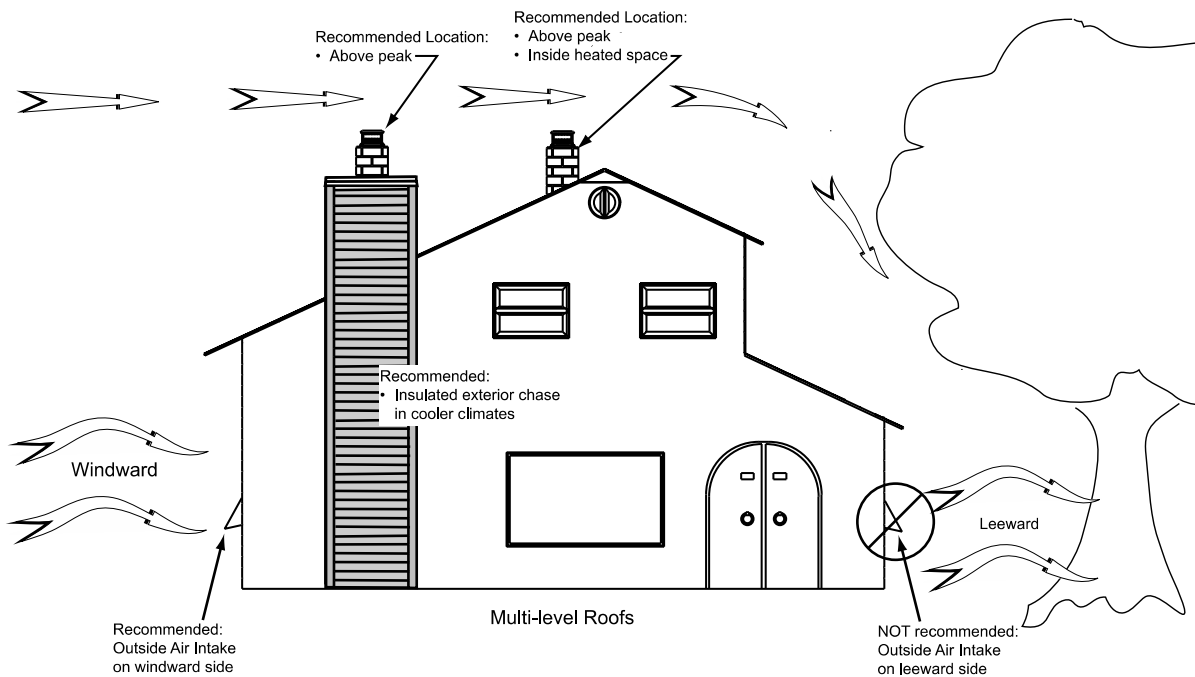 Recommended Location:
• Above peak
Recommended Location:
• Above peak
• Inside heated space
Recommended:
• Insulated exterior chase
in cooler climates
Windward
Leeward
Multi-level Roofs
Recommended:
Outside Air Intake
on windward side
NOT recommended:
Outside Air Intake
on leeward side